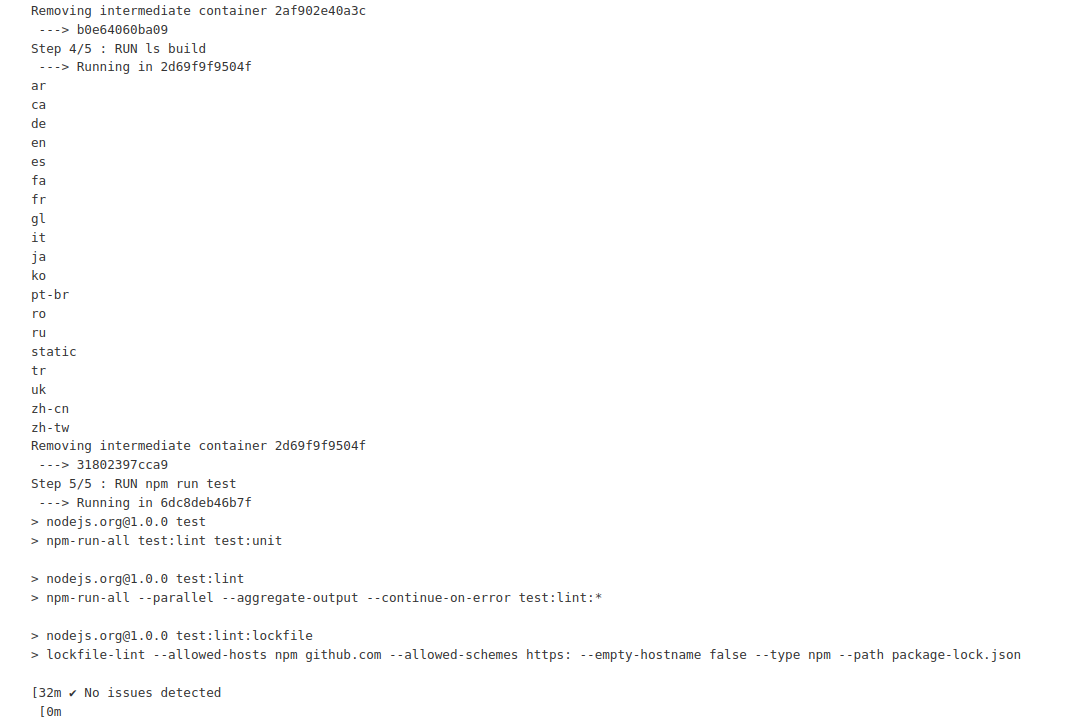 Removing intermediate container 2af902e40a3c
 ---> b0e64060ba09
Step 4/5 : RUN ls build
 ---> Running in 2d69f9f9504f
ar
ca
de
en
es
fa
fr
gl
it
ja
ko
pt-br
ro
ru
static
tr
uk
zh-cn
zh-tw
Removing intermediate container 2d69f9f9504f
 ---> 31802397cca9
Step 5/5 : RUN npm run test
 ---> Running in 6dc8deb46b7f
> nodejs.org@1.0.0 test
> npm-run-all test:lint test:unit

> nodejs.org@1.0.0 test:lint
> npm-run-all --parallel --aggregate-output --continue-on-error test:lint:*

> nodejs.org@1.0.0 test:lint:lockfile
> lockfile-lint --allowed-hosts npm github.com --allowed-schemes https: --empty-hostname false --type npm --path package-lock.json

[32m ✔ No issues detected
 [0m